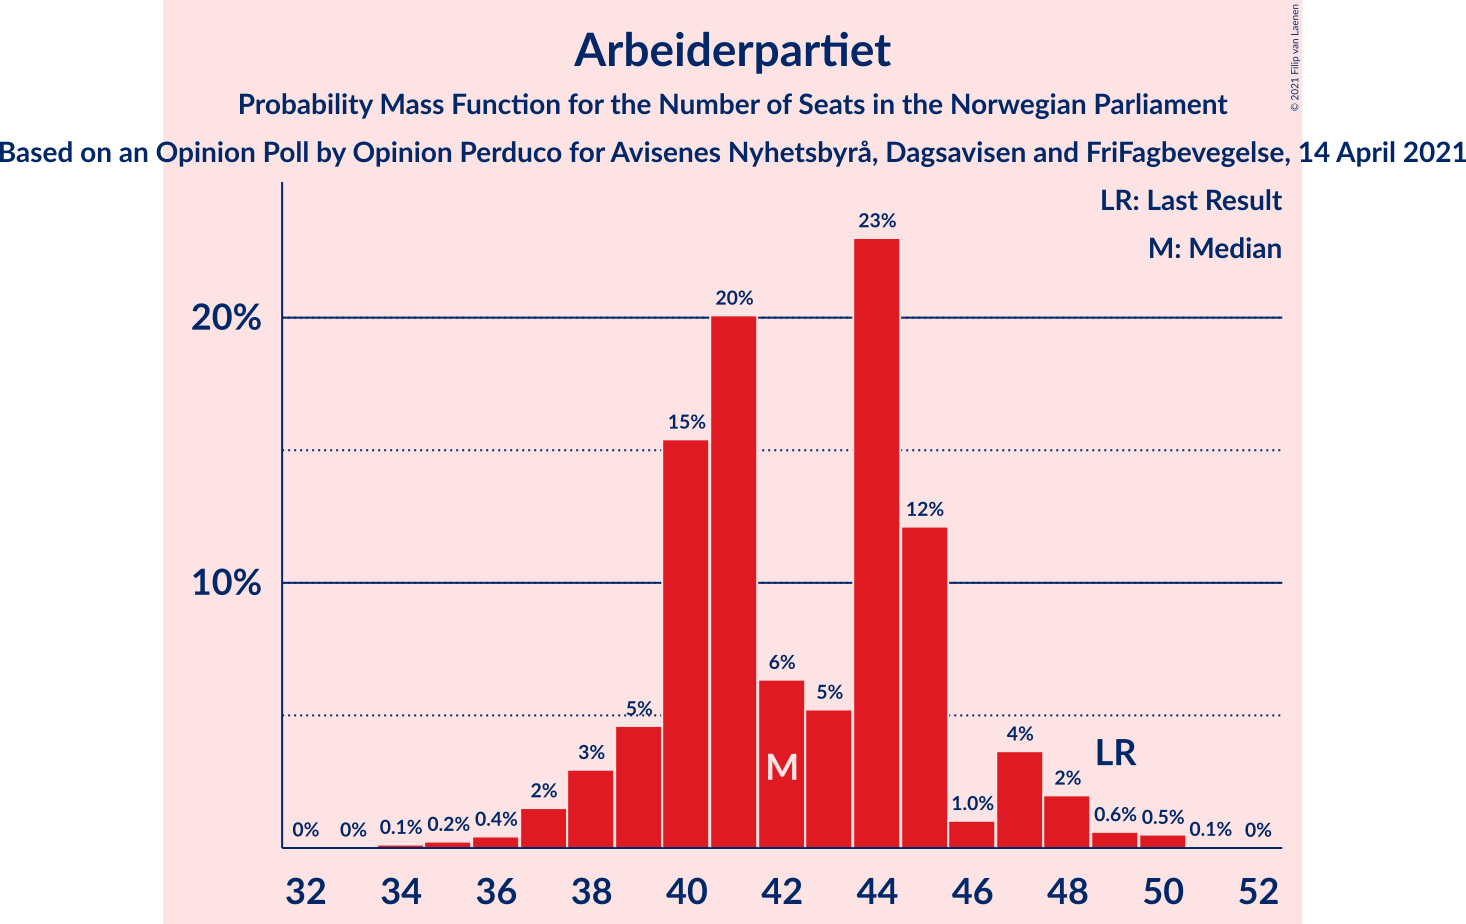 Arbeiderpartiet
Probability Mass Function for the Number of Seats in the Norwegian Parliament
Based on an Opinion Poll by Opinion Perduco for Avisenes Nyhetsbyrå, Dagsavisen and FriFagbevegelse, 14 April 2021
© 2021 Filip van Laenen
LR: Last Result
M: Median
23%
20%
20%
15%
12%
10%
6%
5%
5%
4%
LR
3%
M
2%
2%
1.0%
0% 0% 0.1% 0.2% 0.4%
0.6% 0.5% 0.1% 0%
32 34 36 38 40 42 44 46 48 50 52